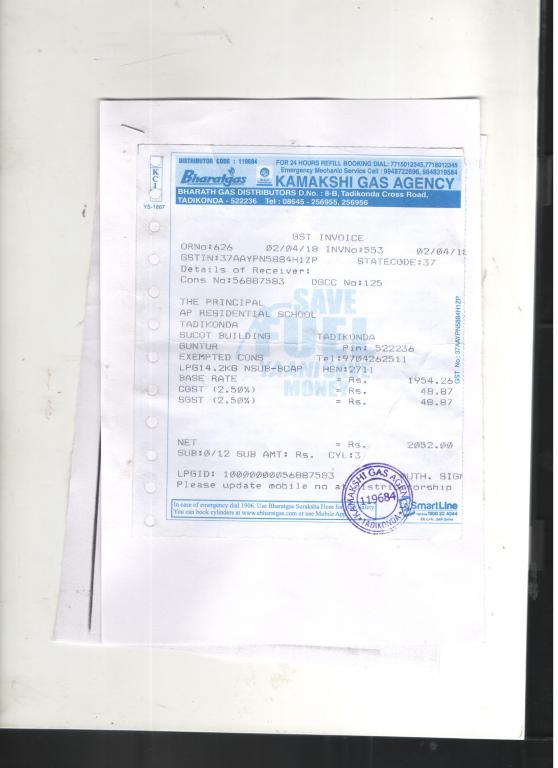 DISTRIBUTOR CODE : 119684
FOR 24 HOURS REFILL BOOKING DIAL: 7715012345,7718012345
Emergency Mechanic Service Cell : 9948722696, 9848319584
KCI
Bharatgas
KAMAKSHI GAS AGENCY
BHARATH GAS DISTRIBUTORS D.No. : 8-B, Tadikonda Cross Road,
TADIKONDA - 522236 Tel : 08645 - 256955, 256956
YS-1867
GST INVOICE
ORNo:626 02/04/18 INVNo:553 02/04/18
GSTIN:37AAYPN5884H1ZP STATECODE:37
Details of Receiver:
Cons No:56887583 DGCC No:125
THE PRINCIPAL
AP RESIDENTIAL SCHOOL
TADIKONDA
SUCOT BUILDING TADIKONDA
GUNTUR Pin: 522236
EXEMPTED CONS Tel:9704262511
LPG14.2KG NSUB-8CAP HSN:2711
BASE RATE = Rs. 1954.26
CGST (2.50%) = Rs. 48.87
SGST (2.50%) = Rs. 48.87
SAVE
FUEL
MONEY
GST No :37AAYPN5884H1ZP
NET = Rs. 2052.00
SUB:0/12 SUB AMT: Rs. CYL:3
LPGID: 10000000056887583 AUTH. SIGN
Please update mobile no at distributorship
KAMAKSHI GAS AGENCY
119684
TADIKONDA
In case of emergency dial 1906. Use Bharatgas Suraksha Hose for Safety
You can book cylinders at www.ebharatgas.com or use Mobile App
SmartLine
1800 22 4344